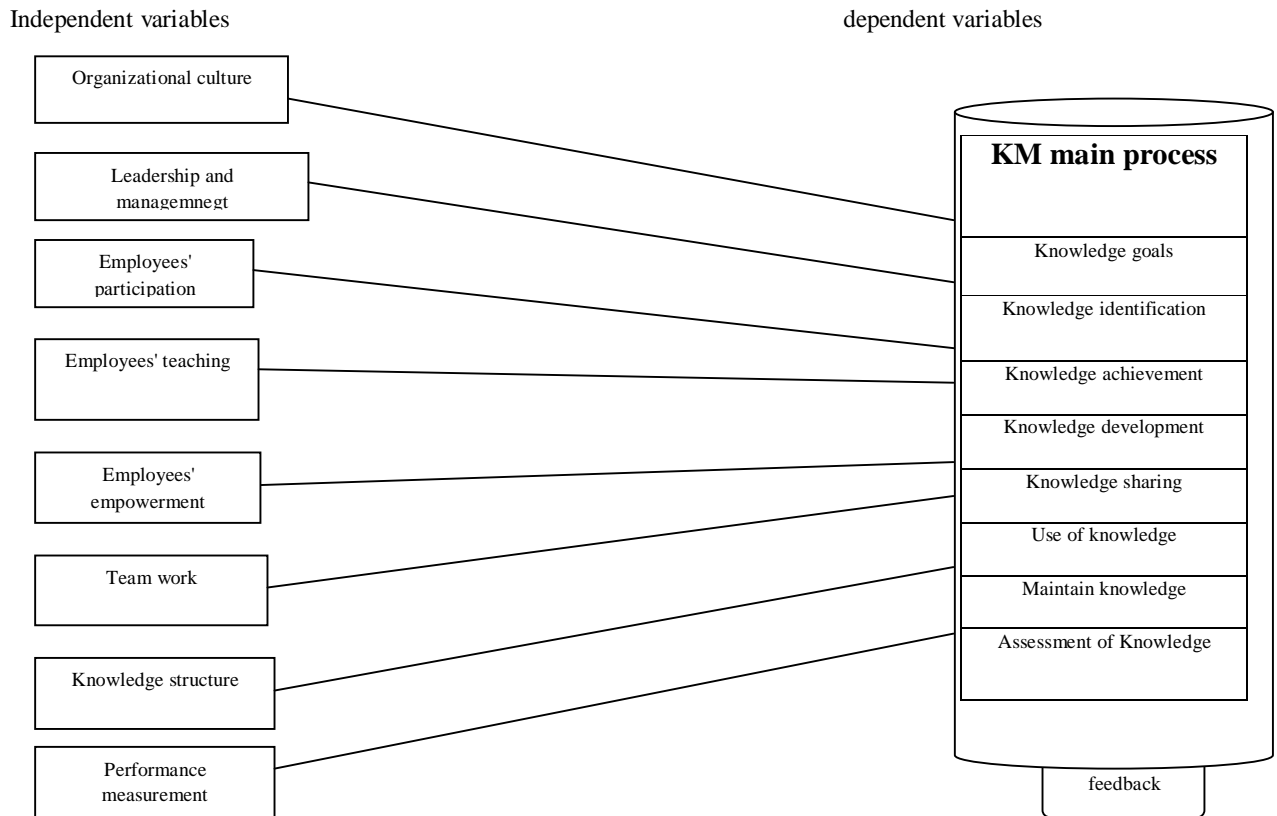 Independent variables
dependent variables
Organizational culture
Leadership and
managemnegt
Employees'
participation
Employees' teaching
Employees'
empowerment
Team work
Knowledge structure
Performance
measurement
KM main process
Knowledge goals
Knowledge identification
Knowledge achievement
Knowledge development
Knowledge sharing
Use of knowledge
Maintain knowledge
Assessment of Knowledge
feedback